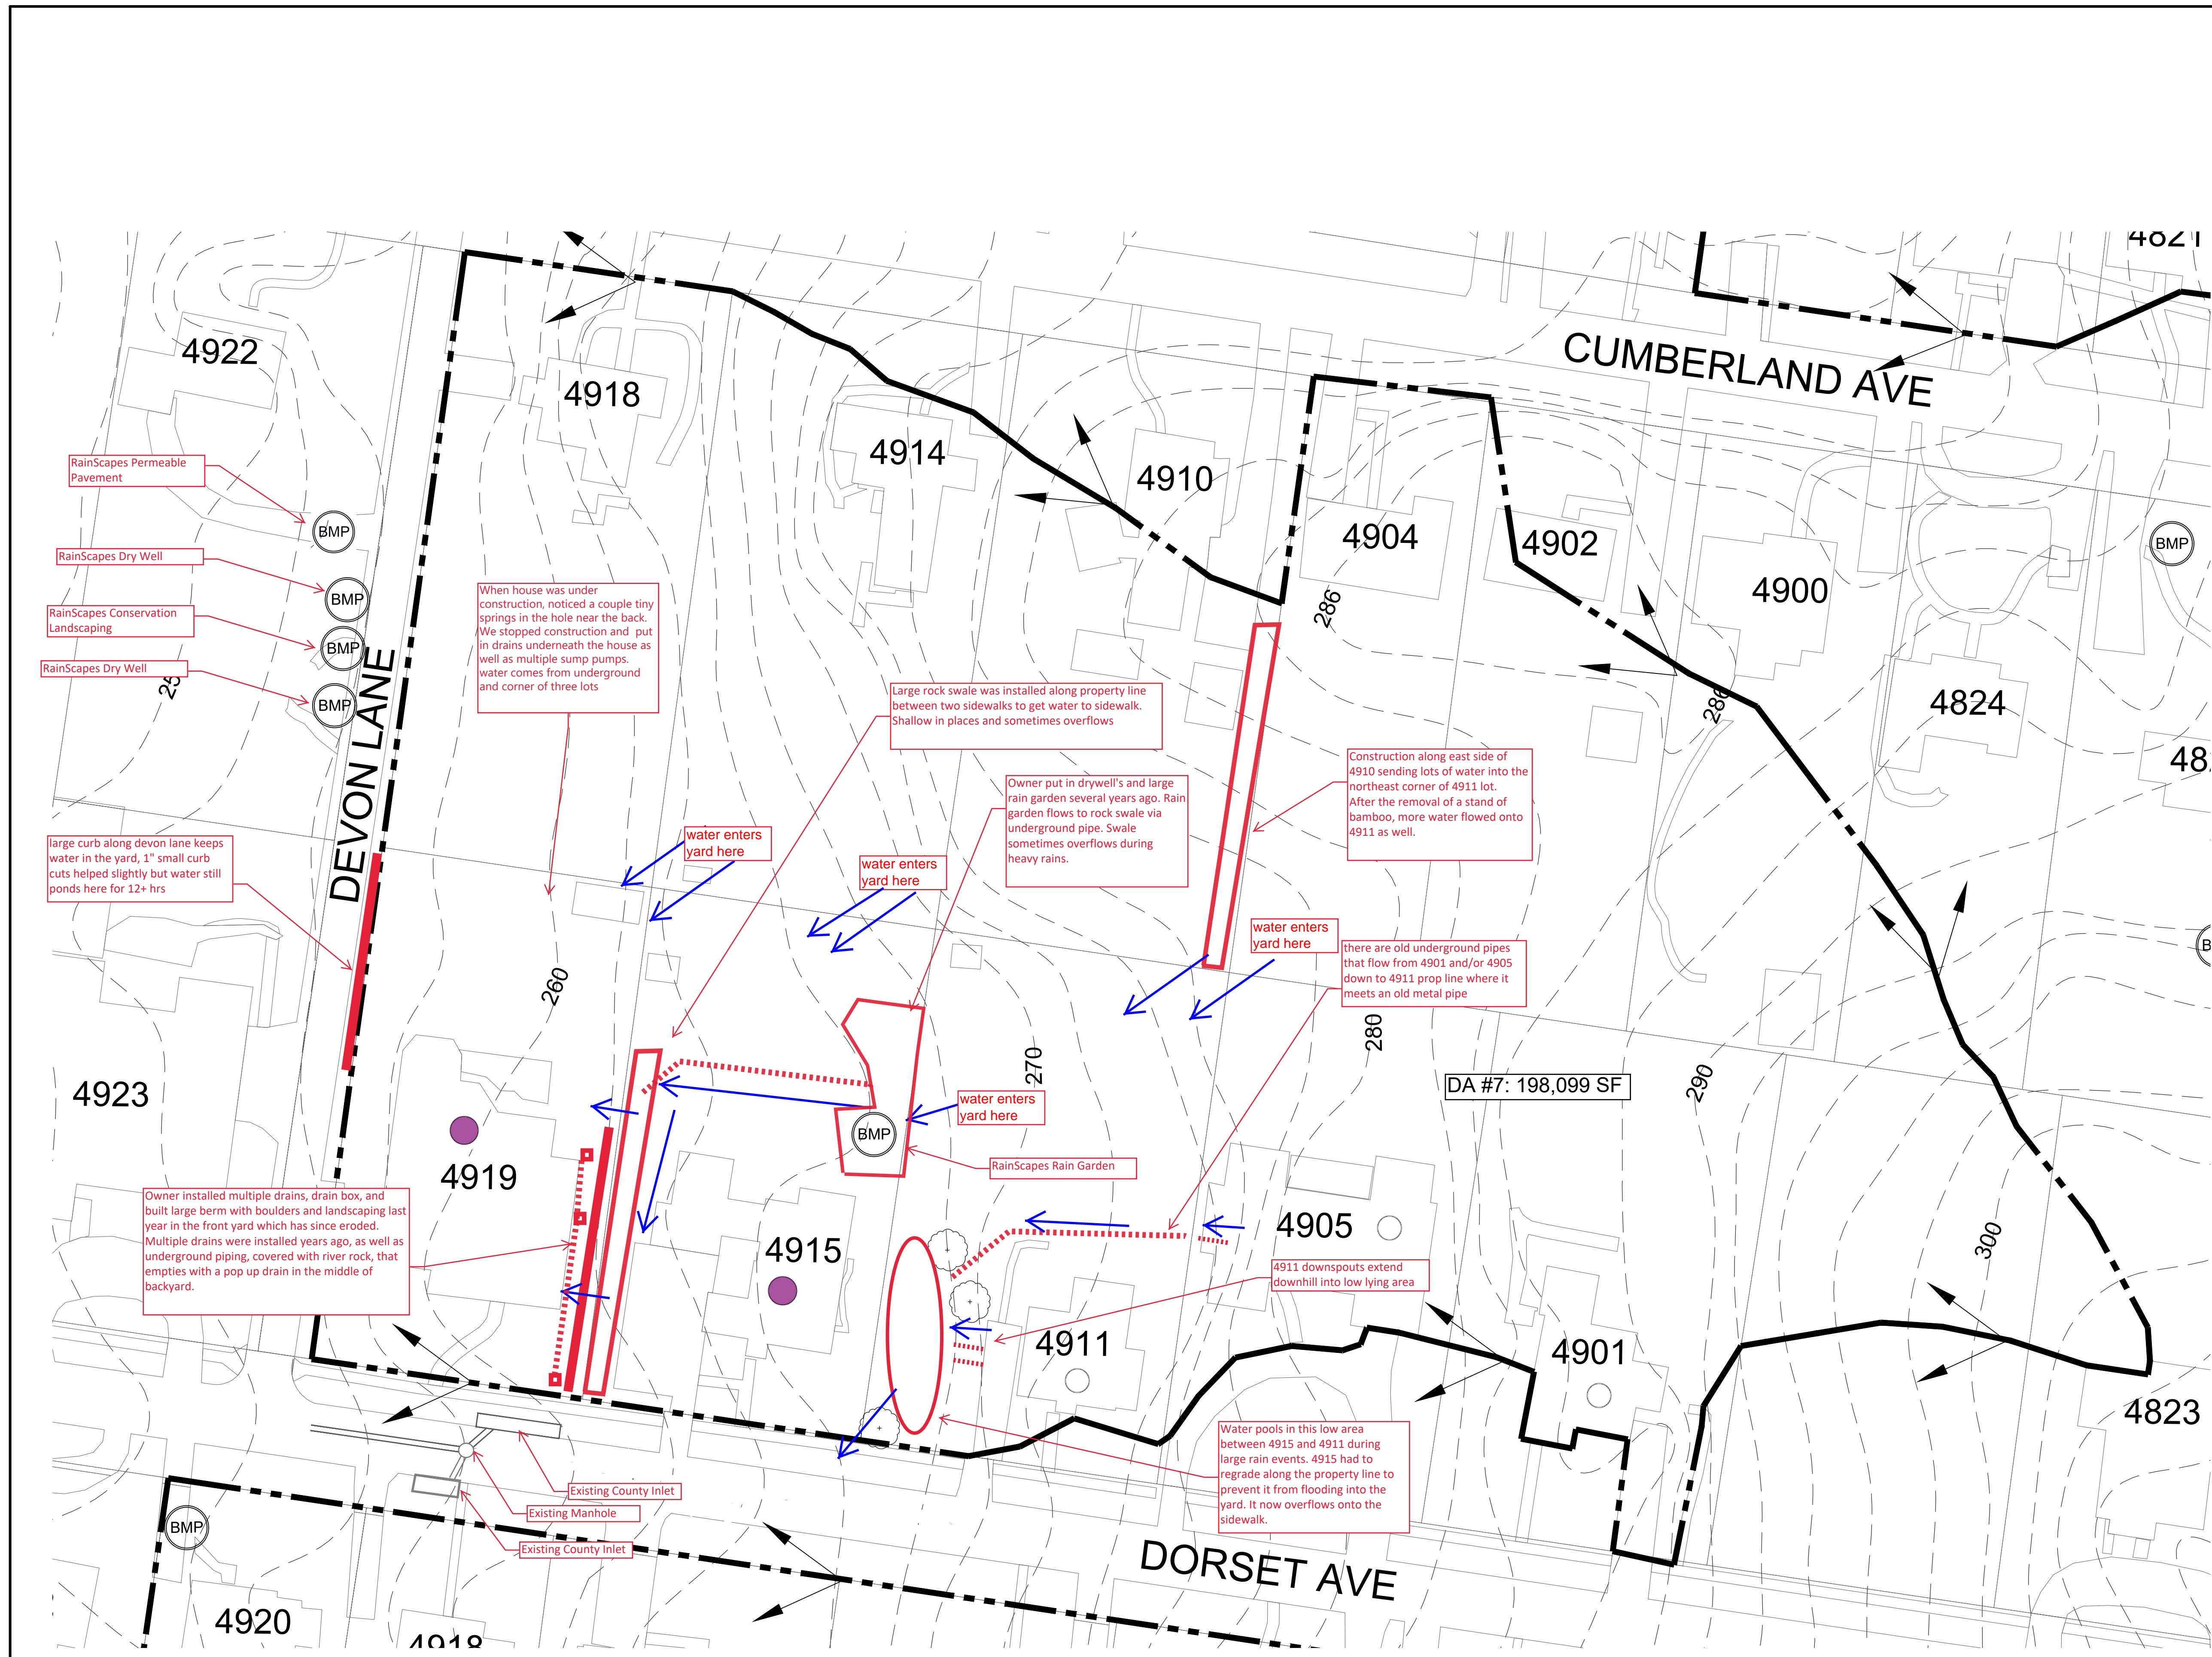 4821
CUMBERLAND AVE
4922
4918
4914
4910
4904
4902
4900
4824
BMP
RainScapes Permeable
Pavement
BMP
RainScapes Dry Well
BMP
RainScapes Conservation
Landscaping
BMP
RainScapes Dry Well
BMP
DEVON LANE
When house was under
construction, noticed a couple tiny
springs in the hole near the back.
We stopped construction and put
in drains underneath the house as
well as multiple sump pumps.
water comes from underground
and corner of three lots
286
286
Large rock swale was installed along property line
between two sidewalks to get water to sidewalk.
Shallow in places and sometimes overflows
Construction along east side of
4910 sending lots of water into the
northeast corner of 4911 lot.
After the removal of a stand of
bamboo, more water flowed onto
4911 as well.
Owner put in drywell's and large
rain garden several years ago. Rain
garden flows to rock swale via
underground pipe. Swale
sometimes overflows during
heavy rains.
large curb along devon lane keeps
water in the yard, 1" small curb
cuts helped slightly but water still
ponds here for 12+ hrs
water enters
yard here
water enters
yard here
water enters
yard here
there are old underground pipes
that flow from 4901 and/or 4905
down to 4911 prop line where it
meets an old metal pipe
260
270
280
290
300
4923
DA #7: 198,099 SF
water enters
yard here
BMP
RainScapes Rain Garden
4919
4915
4905
4911
4901
4823
Owner installed multiple drains, drain box, and
built large berm with boulders and landscaping last
year in the front yard which has since eroded.
Multiple drains were installed years ago, as well as
underground piping, covered with river rock, that
empties with a pop up drain in the middle of
backyard.
4911 downspouts extend
downhill into low lying area
Water pools in this low area
between 4915 and 4911 during
large rain events. 4915 had to
regrade along the property line to
prevent it from flooding into the
yard. It now overflows onto the
sidewalk.
Existing County Inlet
Existing Manhole
Existing County Inlet
BMP
DORSET AVE
4920
4918